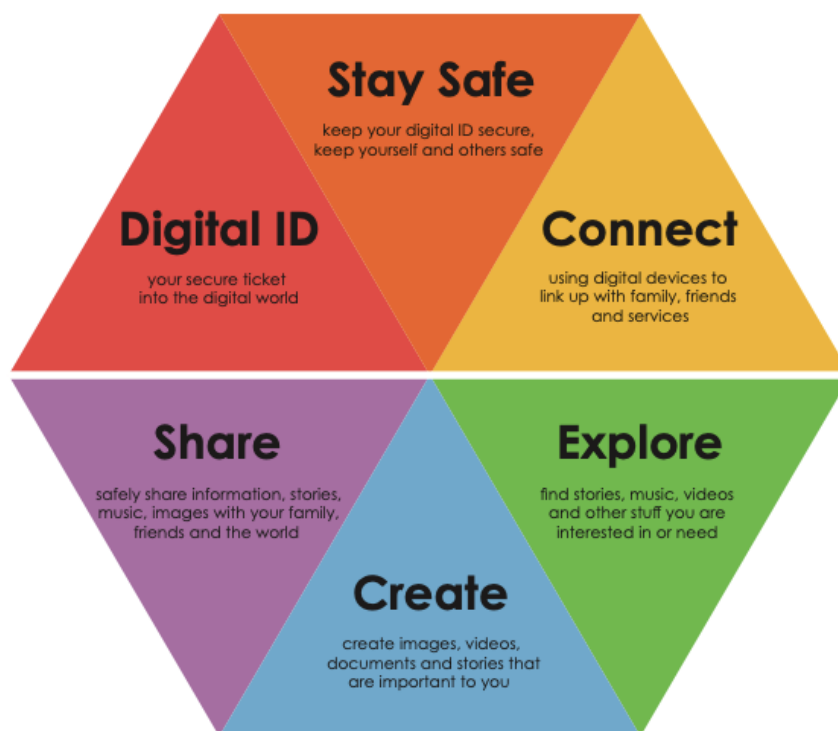 Stay Safe
keep your digital ID secure,
keep yourself and others safe
Digital ID
your secure ticket
into the digital world
Connect
using digital devices to
link up with family, friends
and services
Share
safely share information, stories,
music, images with your family,
friends and the world
Explore
find stories, music, videos
and other stuff you are
interested in or need
Create
create images, videos,
documents and stories that
are important to you